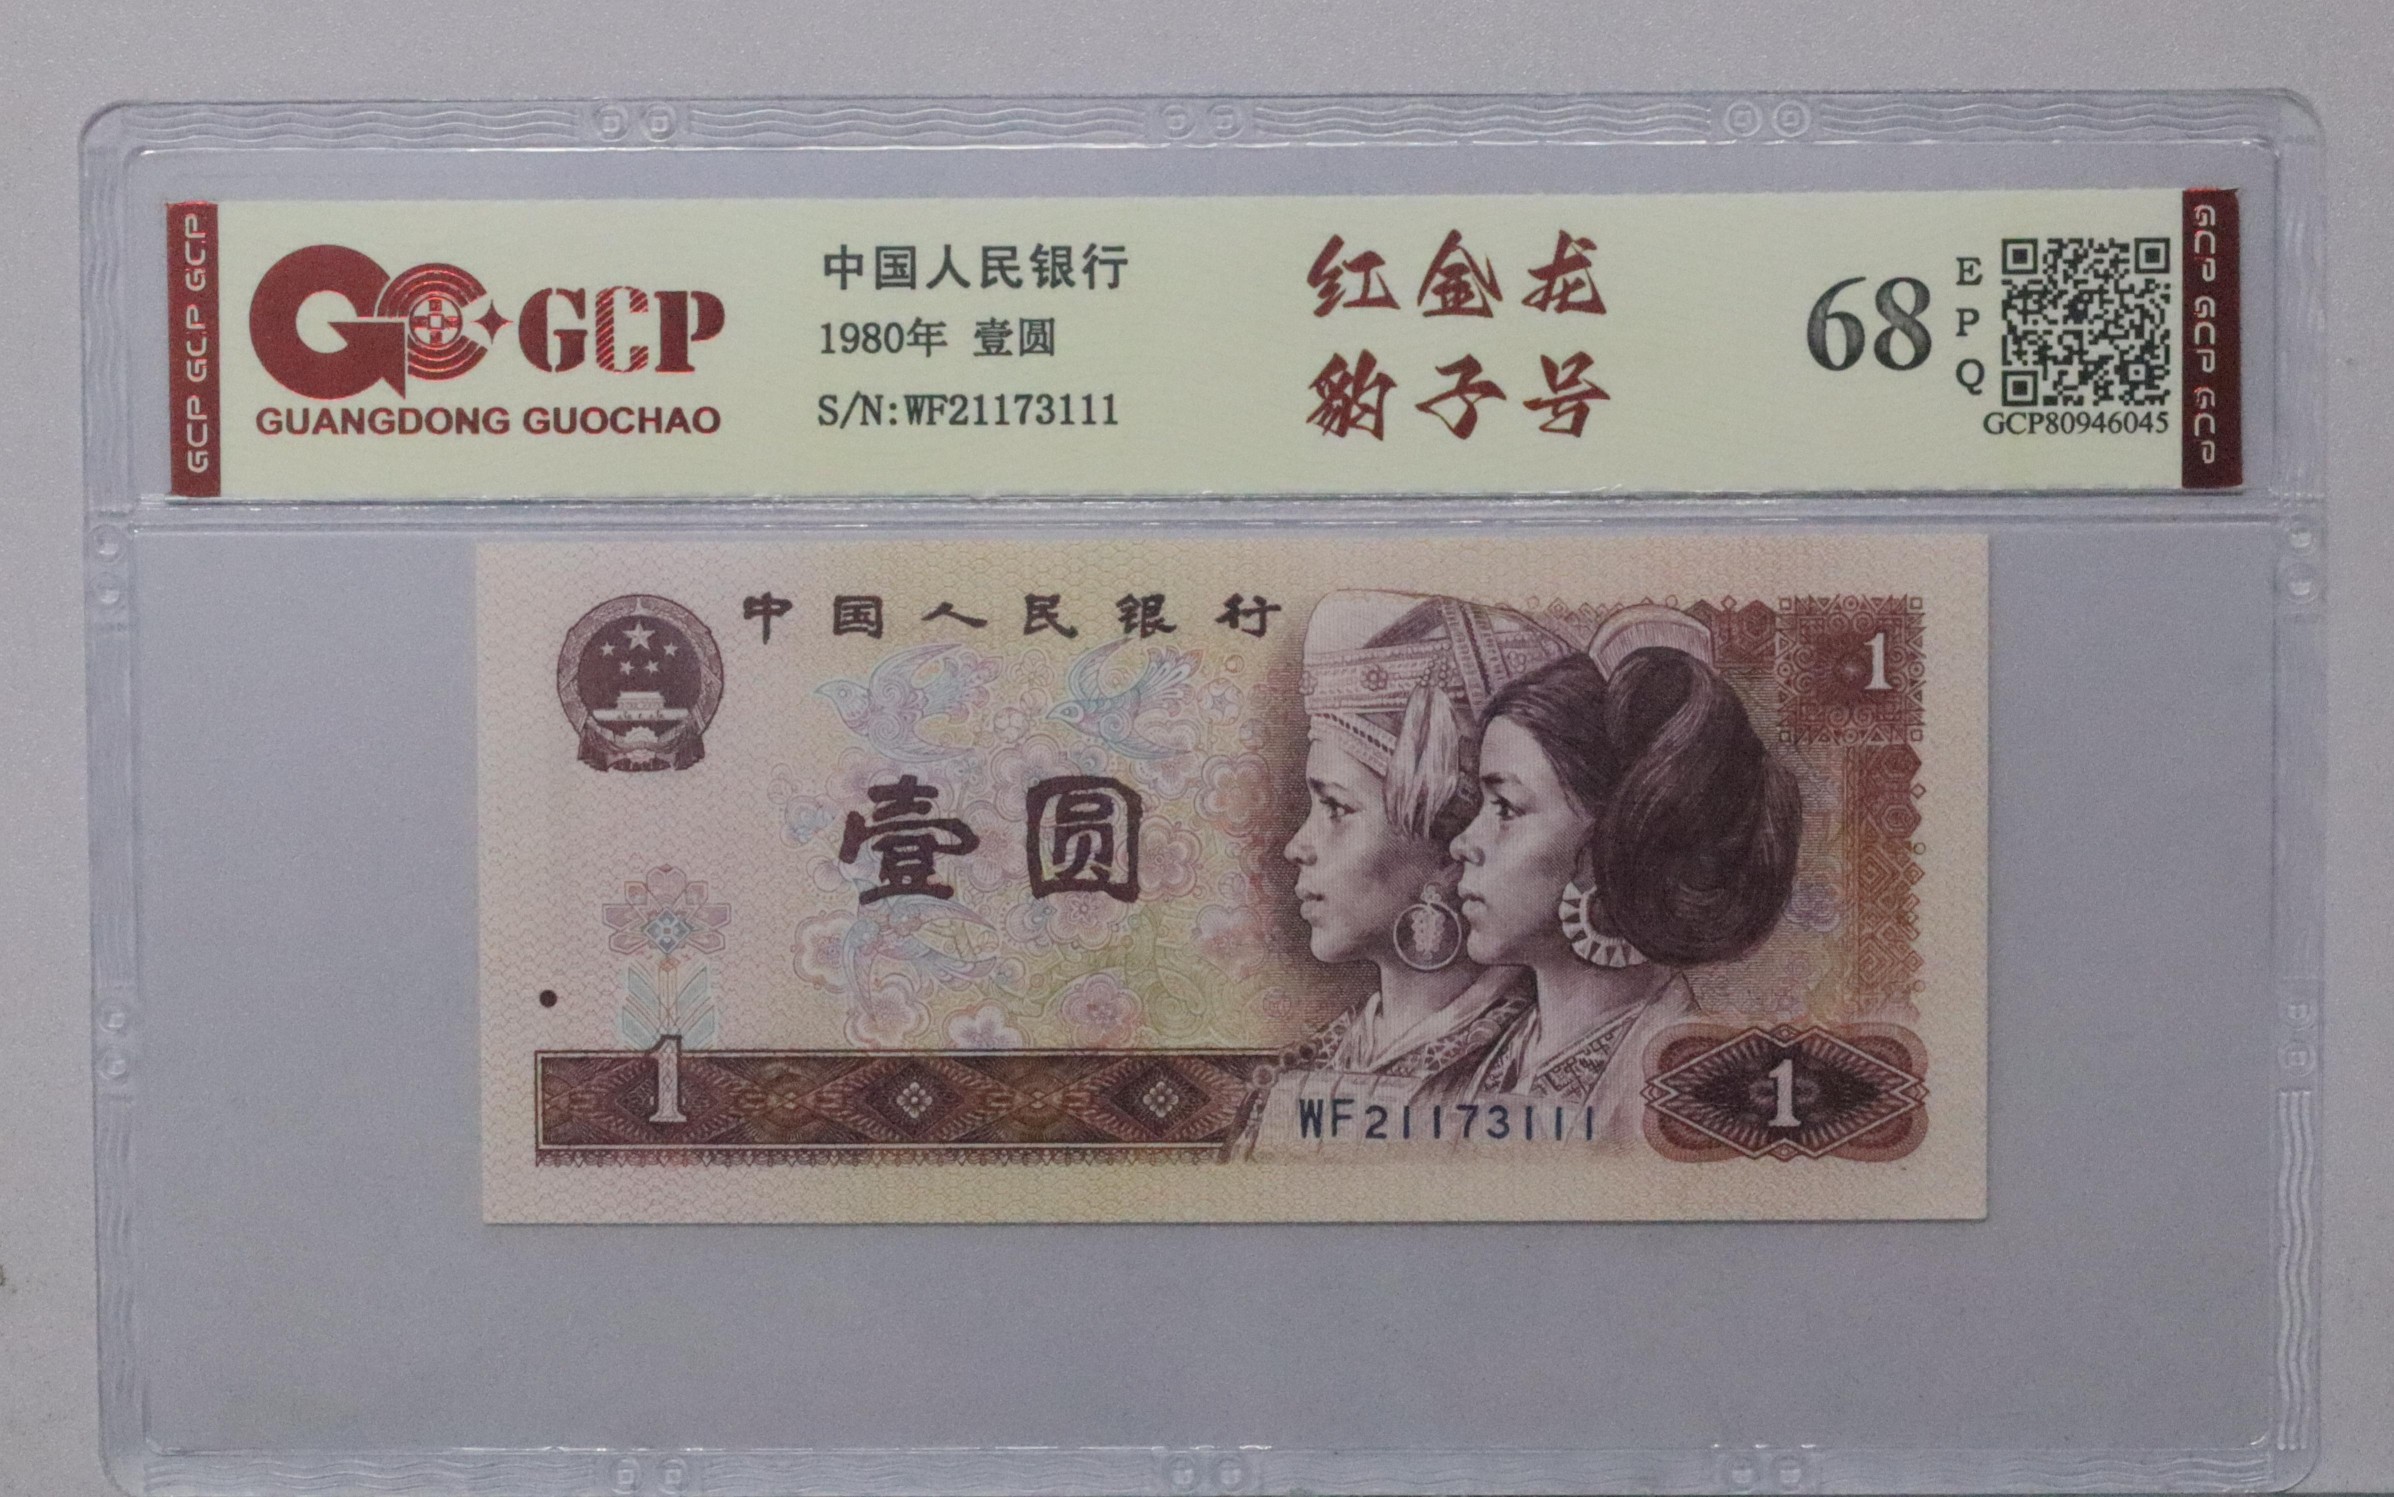 GCP GCP GCP
GCP
GUANGDONG GUOCHAO
中国人民银行
1980年 壹圆
S/N:WF21173111
红金龙
豹子号
68
E
P
Q
GCP80946045
GCP GCP GCP
中国人民银行
1
壹圆
1
WF21173111
1